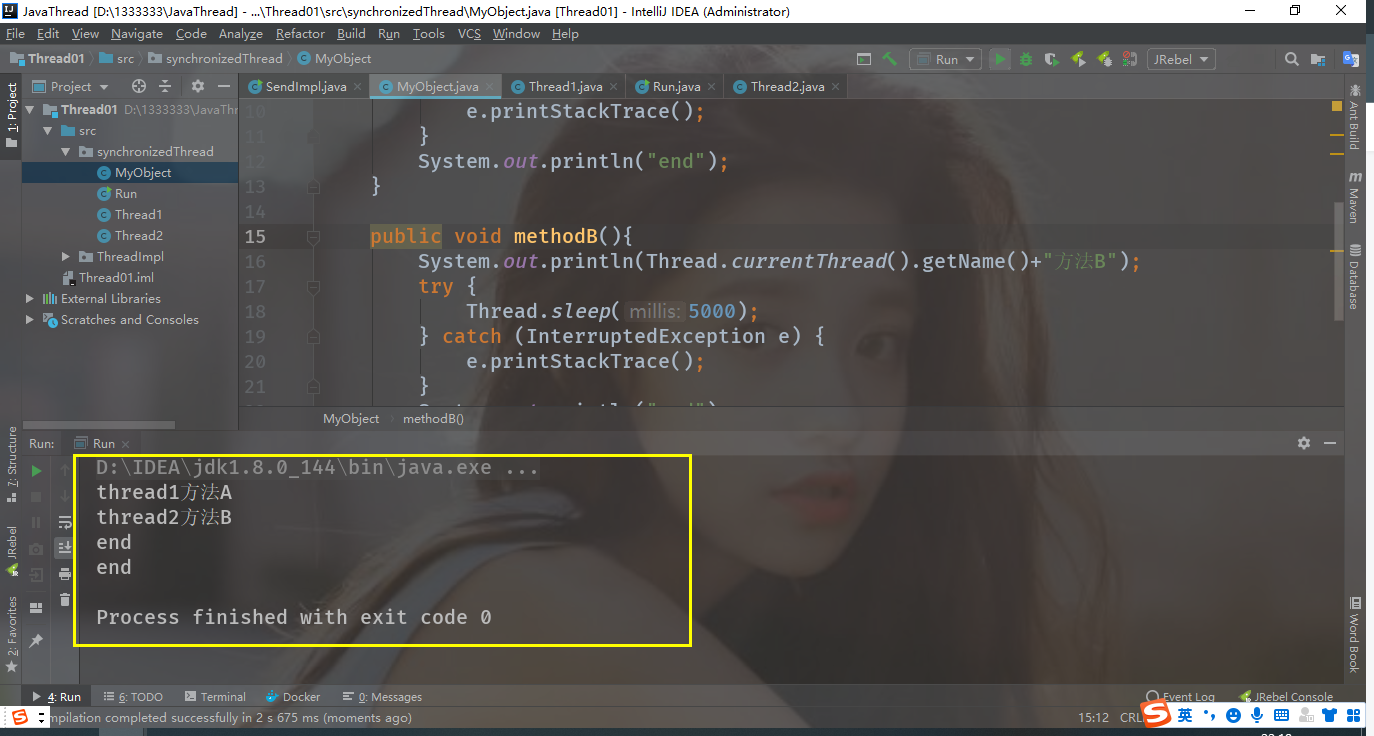 JavaThread [D:\1333333\JavaThread] - ...\Thread01\src\synchronizedThread\MyObject.java [Thread01] - IntelliJ IDEA (Administrator)
File Edit View Navigate Code Analyze Refactor Build Run Tools VCS Window Help
Thread01 src synchronizedThread MyObject Run JRebel
Project SendImpl.java MyObject.java Thread1.java Run.java Thread2.java
1: Project
Thread01 D:\1333333\JavaThr
src
synchronizedThread
MyObject
Run
Thread1
Thread2
ThreadImpl
Thread01.iml
External Libraries
Scratches and Consoles
10 e.printStackTrace();
11 }
12 System.out.println("end");
13 }
14
15 public void methodB(){
16 System.out.println(Thread.currentThread().getName()+"方法B");
17 try {
18 Thread.sleep( millis: 5000);
19 } catch (InterruptedException e) {
20 e.printStackTrace();
21 }
MyObject methodB()
Ant Build
Maven
Database
Word Book
7: Structure
JRebel
2: Favorites
Run: Run
D:\IDEA\jdk1.8.0_144\bin\java.exe ...
thread1方法A
thread2方法B
end
end
Process finished with exit code 0
4: Run 6: TODO Terminal Docker 0: Messages Event Log JRebel Console
mpilation completed successfully in 2 s 675 ms (moments ago) 15:12 CRL 英